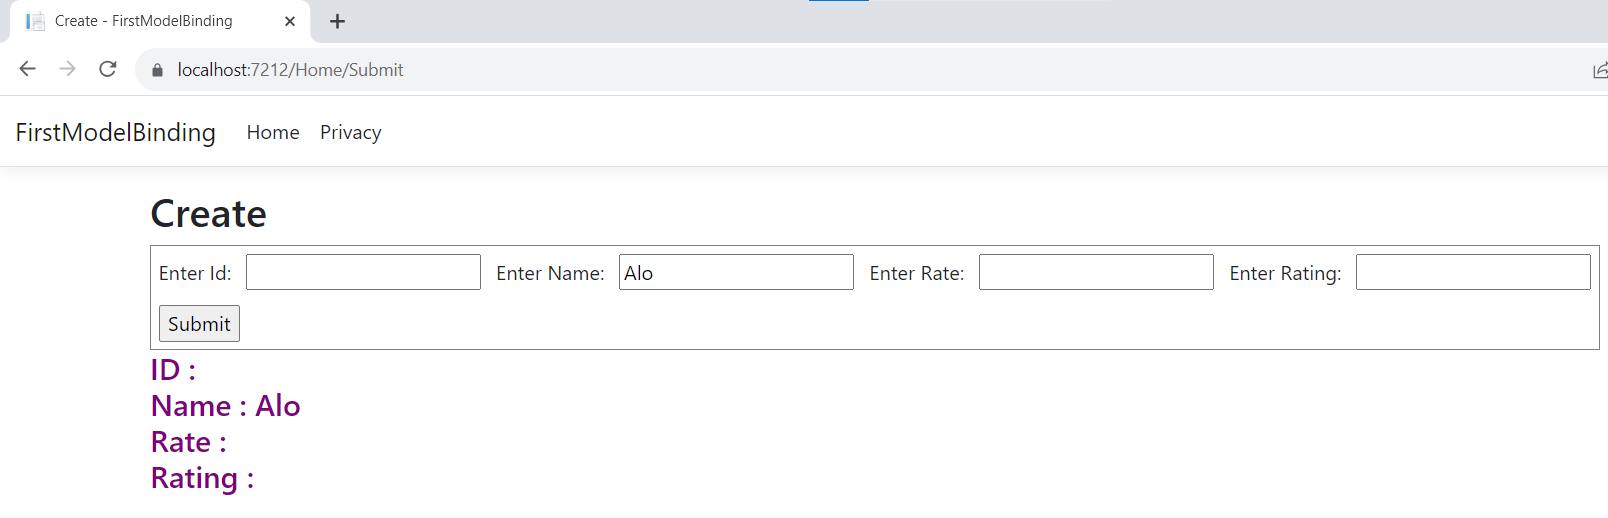 Create - FirstModelBinding
localhost:7212/Home/Submit
FirstModelBinding Home Privacy
Create
Enter Id: Enter Name: Alo Enter Rate: Enter Rating:
Submit
ID :
Name : Alo
Rate :
Rating :